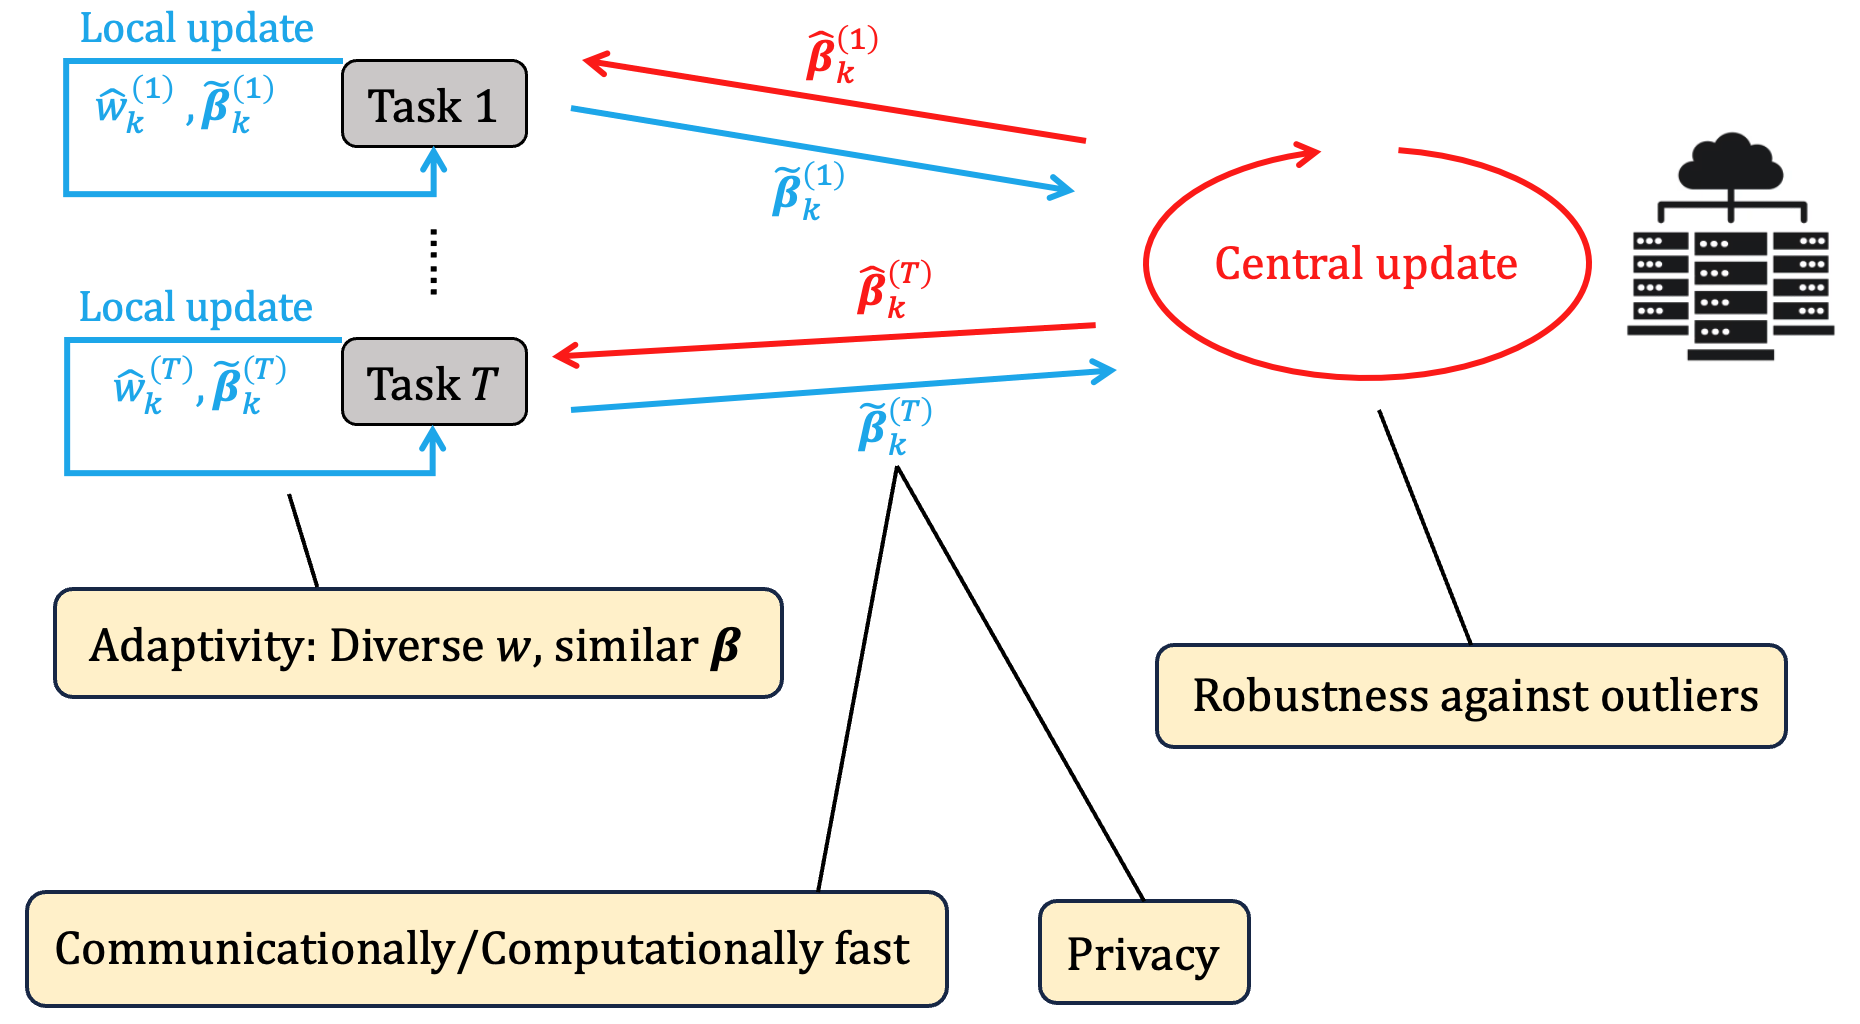 Local update
$\widehat{w}_k^{(1)}, \widetilde{\boldsymbol{\beta}}_k^{(1)}$
Task 1
$\widehat{\boldsymbol{\beta}}_k^{(1)}$
$\widetilde{\boldsymbol{\beta}}_k^{(1)}$
Local update
$\widehat{w}_k^{(T)}, \widetilde{\boldsymbol{\beta}}_k^{(T)}$
Task T
$\widehat{\boldsymbol{\beta}}_k^{(T)}$
$\widetilde{\boldsymbol{\beta}}_k^{(T)}$
Central update
Adaptivity: Diverse w, similar β
Robustness against outliers
Communicationally/Computationally fast
Privacy